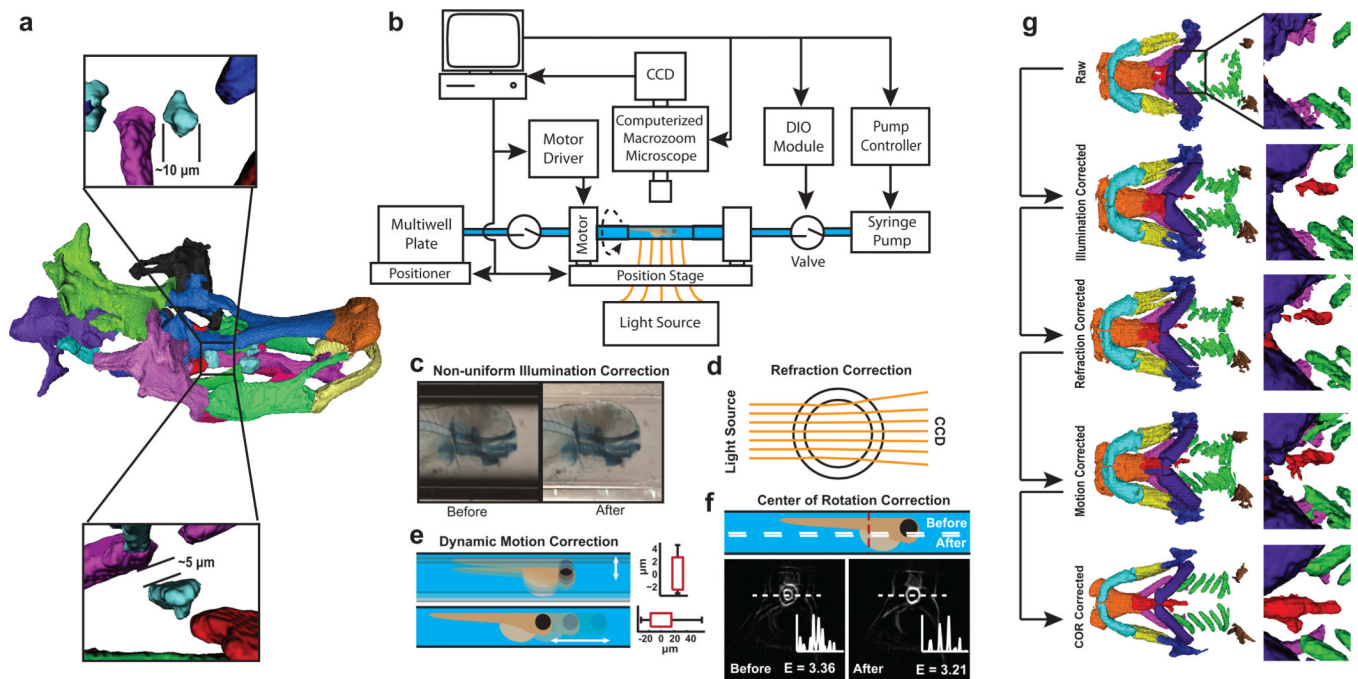 a
~10 µm
~5 µm
b
CCD
Computerized
Macrozoom
Microscope
Motor
Driver
DIO
Module
Pump
Controller
Multiwell
Plate
Positioner
Motor
Valve
Syringe
Pump
Position Stage
Light Source
c
Non-uniform Illumination Correction
Before
After
d
Refraction Correction
Light Source
CCD
e
Dynamic Motion Correction
µm
4
2
0
−2
-20 0 20 40
µm
f
Center of Rotation Correction
Before
After
Before E = 3.36
After E = 3.21
g
Raw
Illumination Corrected
Refraction Corrected
Motion Corrected
COR Corrected